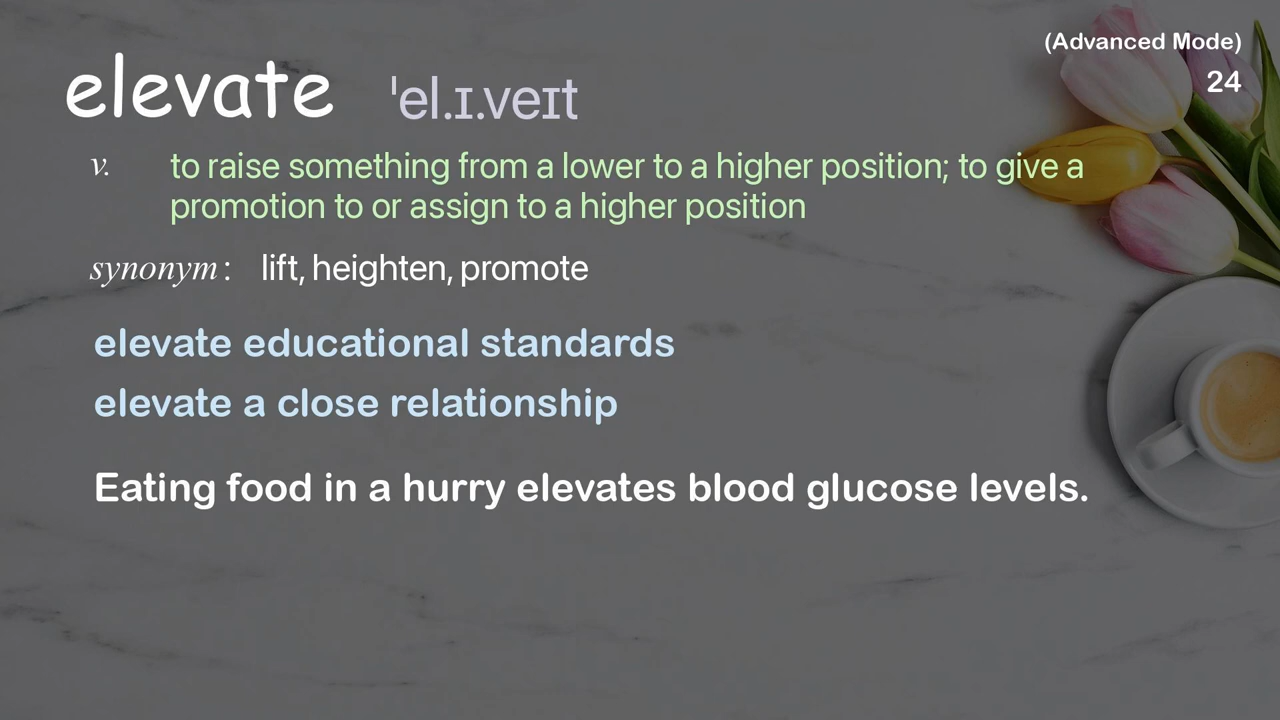 (Advanced Mode)
24
elevate ˈel.ɪ.veɪt
v. to raise something from a lower to a higher position; to give a
promotion to or assign to a higher position
synonym : lift, heighten, promote
elevate educational standards
elevate a close relationship
Eating food in a hurry elevates blood glucose levels.